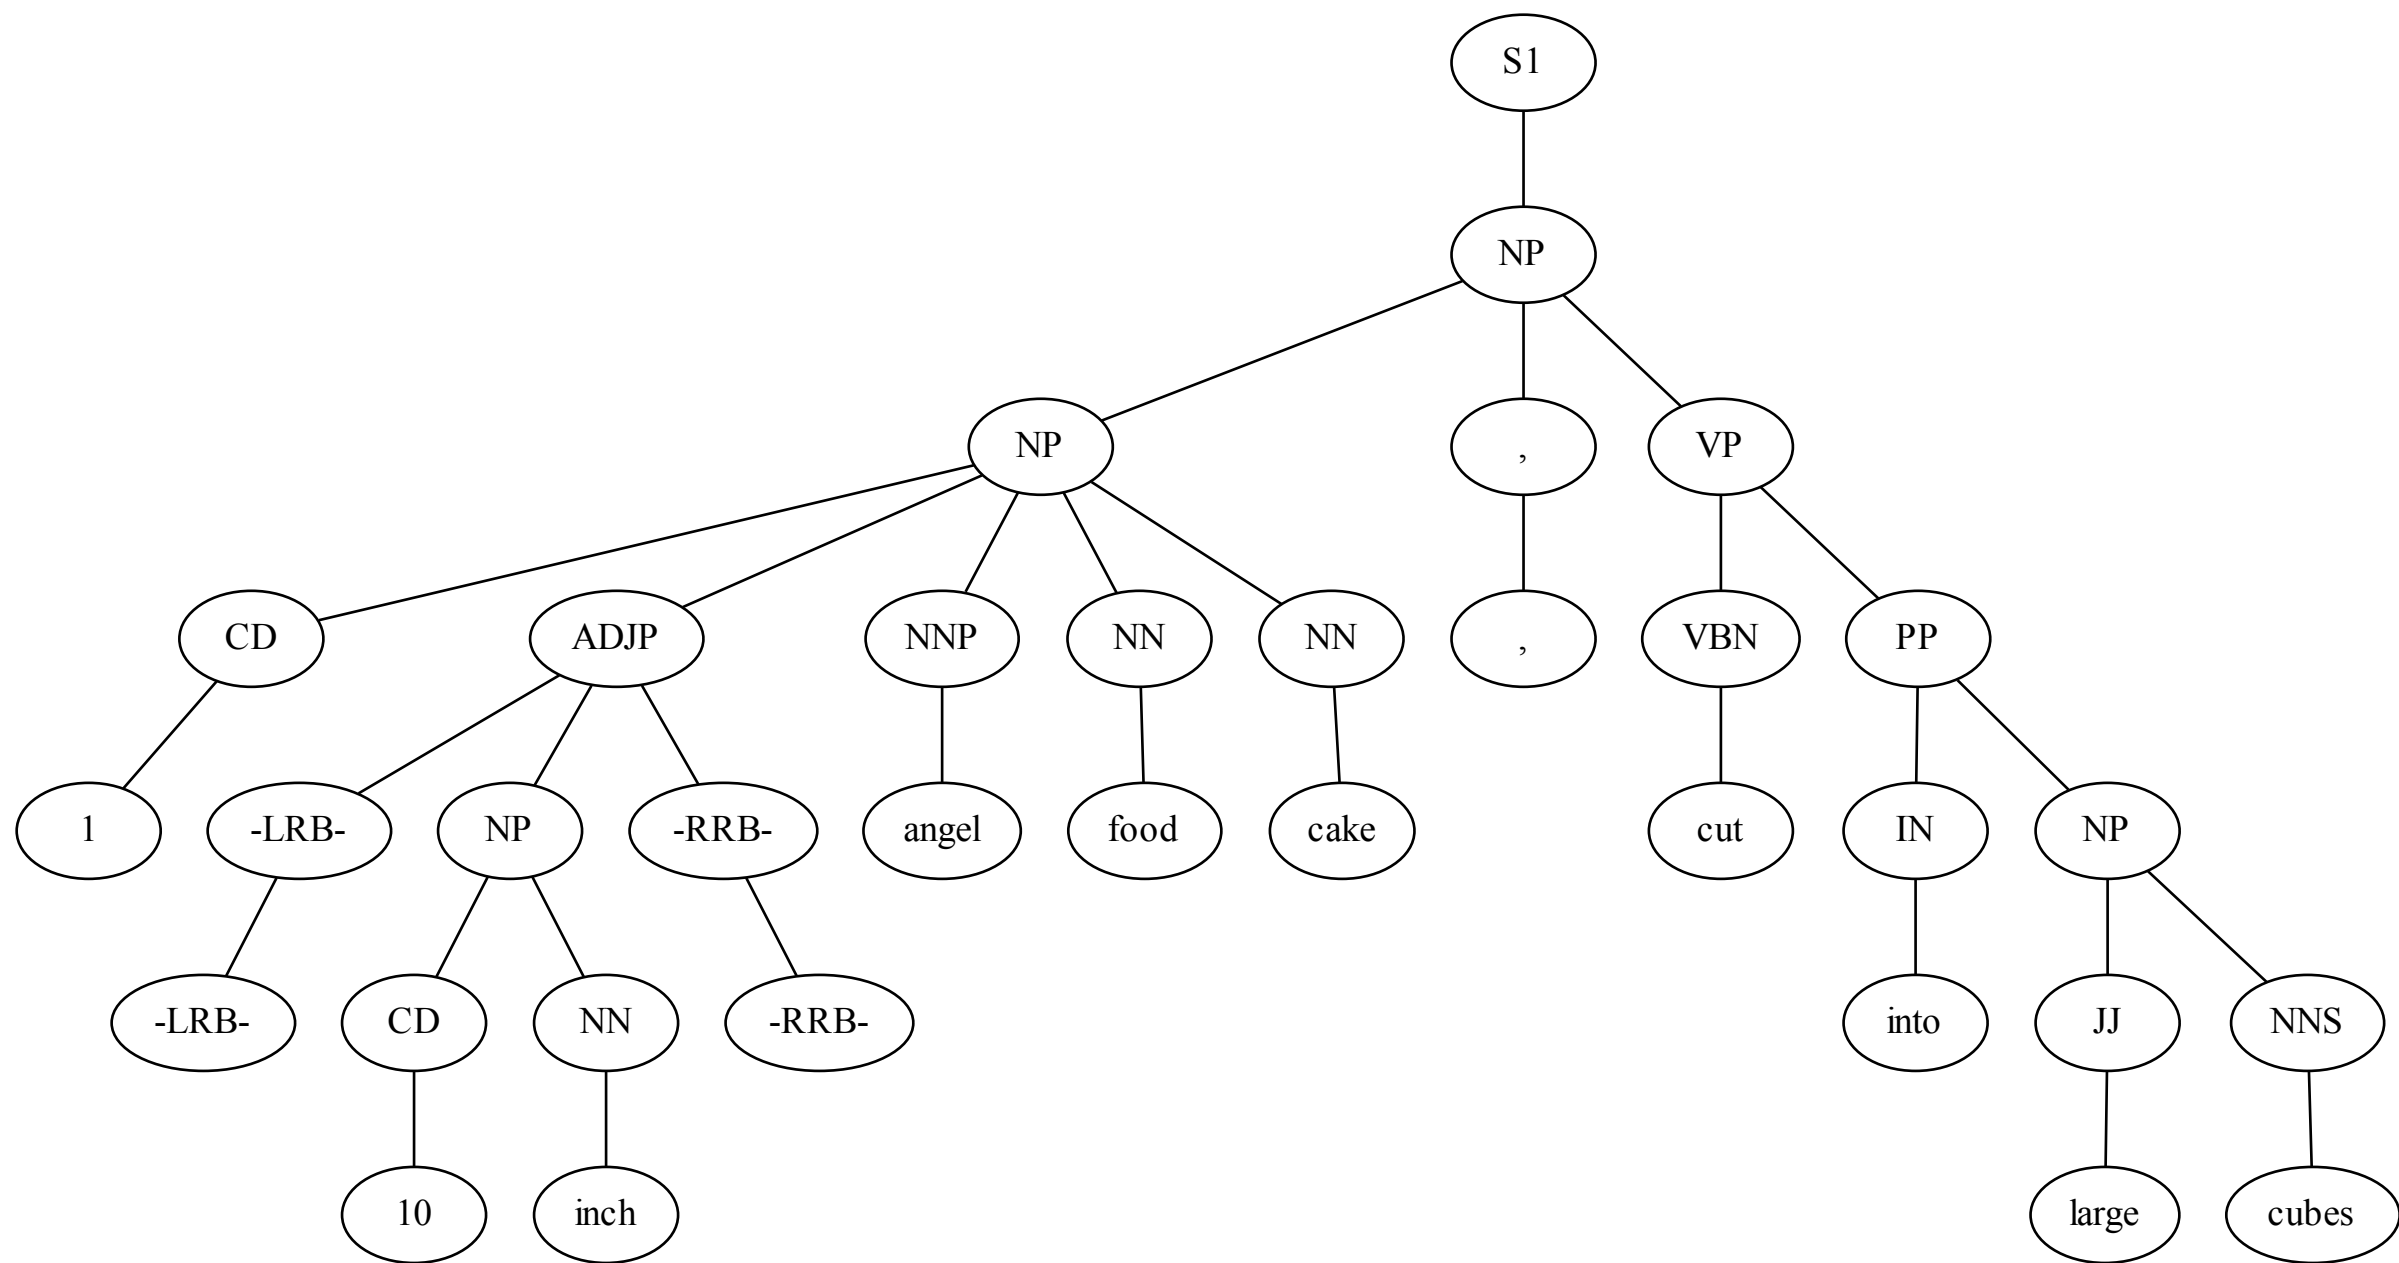 S1
NP
NP , VP
CD ADJP NNP NN NN , VBN PP
1 -LRB- NP -RRB- angel food cake cut IN NP
-LRB- CD NN -RRB- into JJ NNS
10 inch large cubes